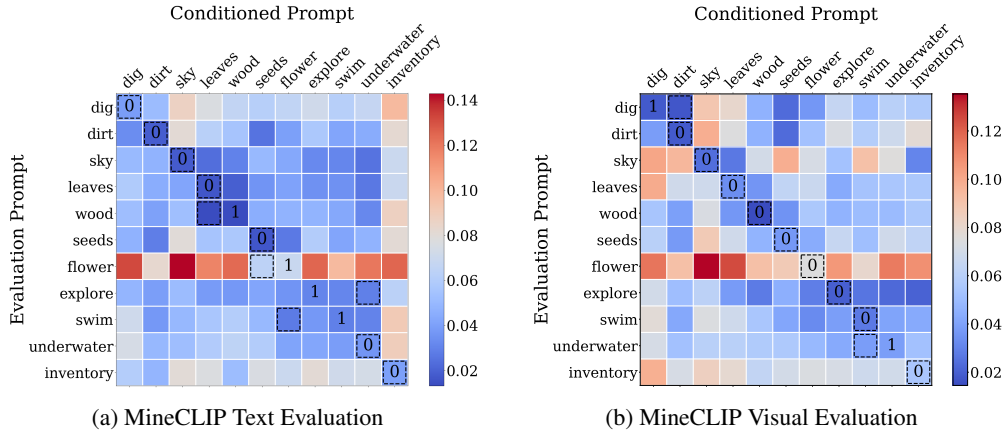 Conditioned Prompt
dig dirt sky leaves wood seeds flower explore swim underwater inventory
Evaluation Prompt
dig 0
dirt 0
sky 0
leaves 0
wood 1
seeds 0
flower 1
explore 1
swim 1
underwater 0
inventory 0
0.14
0.12
0.10
0.08
0.06
0.04
0.02
(a) MineCLIP Text Evaluation
Conditioned Prompt
dig dirt sky leaves wood seeds flower explore swim underwater inventory
Evaluation Prompt
dig 1
dirt 0
sky 0
leaves 0
wood 0
seeds 0
flower 0
explore 0
swim 0
underwater 1
inventory 0
0.12
0.10
0.08
0.06
0.04
0.02
(b) MineCLIP Visual Evaluation